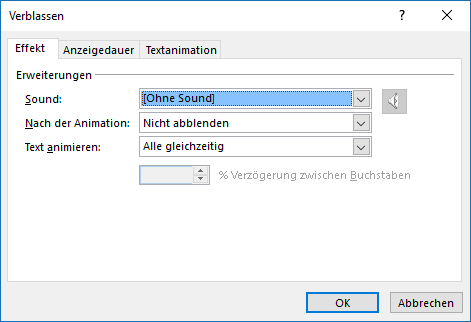 Verblassen ?
Effekt Anzeigedauer Textanimation
Erweiterungen
Sound: [Ohne Sound]
Nach der Animation: Nicht abblenden
Text animieren: Alle gleichzeitig
% Verzögerung zwischen Buchstaben
OK Abbrechen